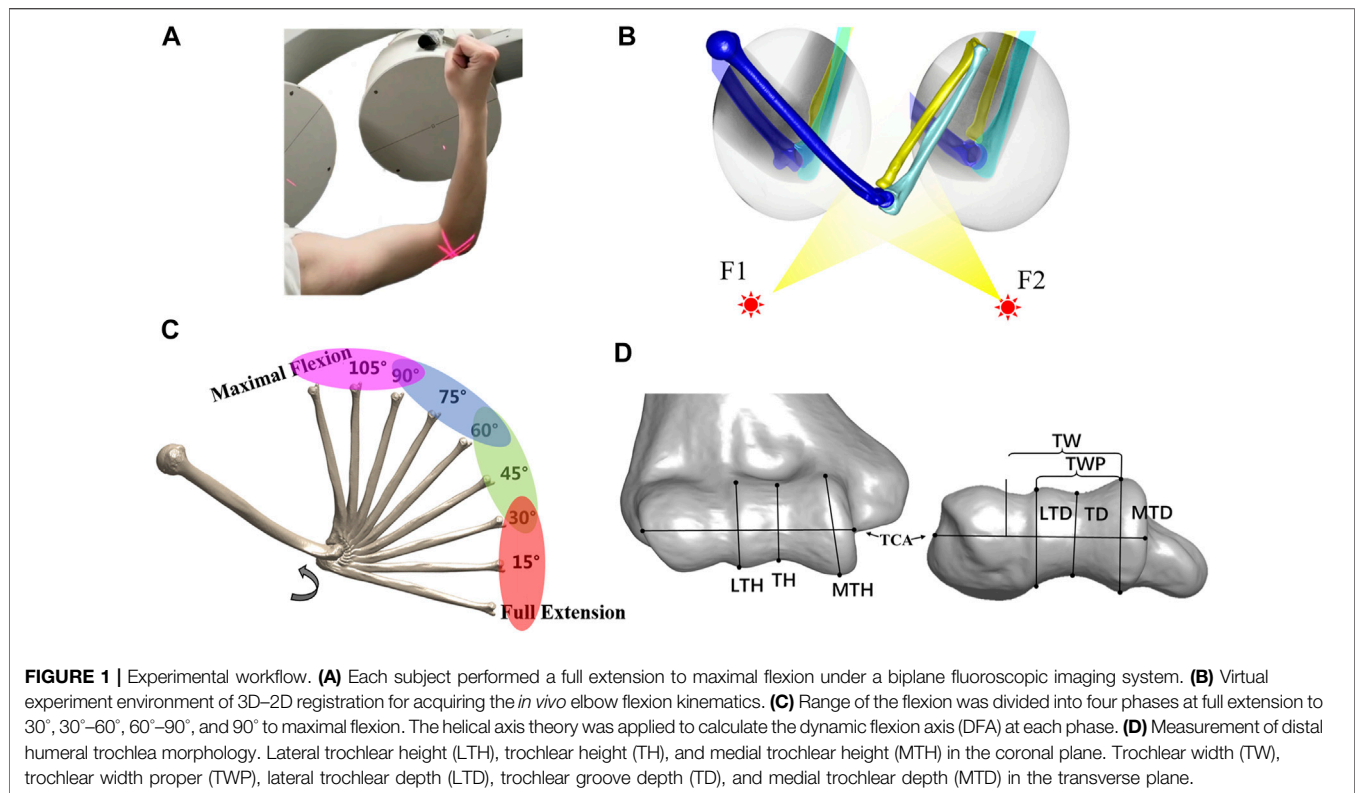 A
B
F1
F2
C
Maximal Flexion
105°
90°
75°
60°
45°
30°
15°
Full Extension
D
TW
TWP
LTD
TD
MTD
TCA
LTH
TH
MTH
FIGURE 1 | Experimental workflow. (A) Each subject performed a full extension to maximal flexion under a biplane fluoroscopic imaging system. (B) Virtual
experiment environment of 3D–2D registration for acquiring the in vivo elbow flexion kinematics. (C) Range of the flexion was divided into four phases at full extension to
30°, 30°–60°, 60°–90°, and 90° to maximal flexion. The helical axis theory was applied to calculate the dynamic flexion axis (DFA) at each phase. (D) Measurement of distal
humeral trochlea morphology. Lateral trochlear height (LTH), trochlear height (TH), and medial trochlear height (MTH) in the coronal plane. Trochlear width (TW),
trochlear width proper (TWP), lateral trochlear depth (LTD), trochlear groove depth (TD), and medial trochlear depth (MTD) in the transverse plane.